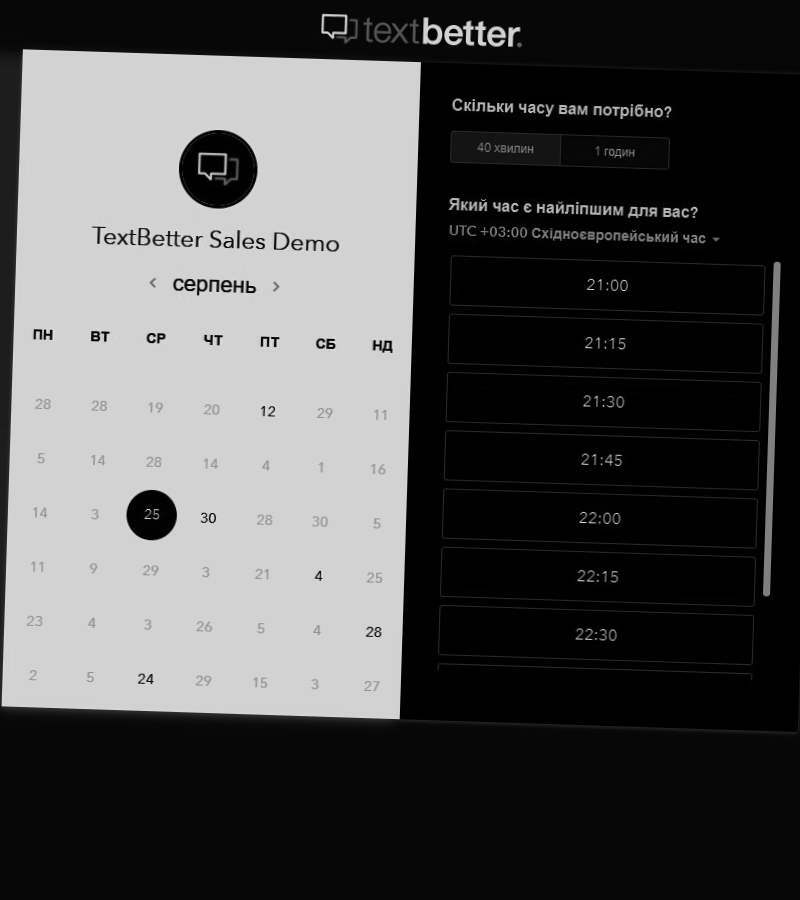 textbetter.
TextBetter Sales Demo
серпень
ПН ВТ СР ЧТ ПТ СБ НД
28 28 19 20 12 29 11
5 14 28 14 4 1 16
14 3 25 30 28 30 5
11 9 29 3 21 4 25
23 4 3 26 5 4 28
2 5 24 29 15 3 27
Скільки часу вам потрібно?
40 хвилин 1 годин
Який час є найліпшим для вас?
UTC +03:00 Східноєвропейський час
21:00
21:15
21:30
21:45
22:00
22:15
22:30